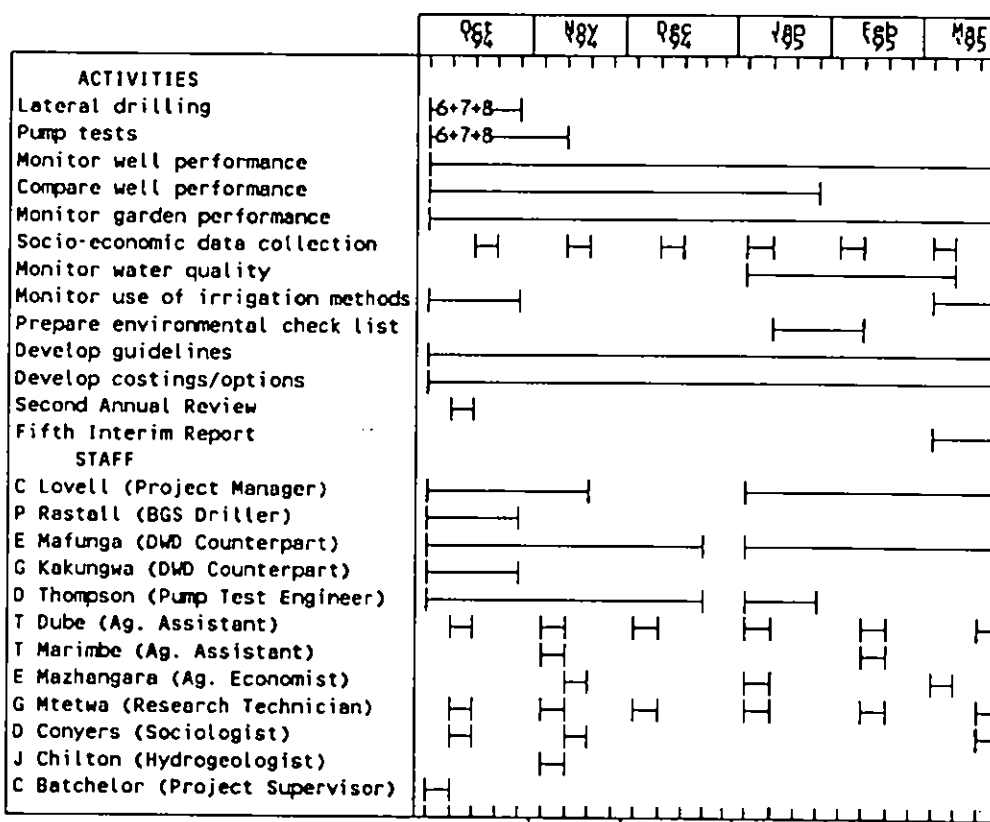 Oct '94 Nov '94 Dec '94 Jan '95 Feb '95 Mar '95
ACTIVITIES
Lateral drilling 6+7+8
Pump tests 6+7+8
Monitor well performance
Compare well performance
Monitor garden performance
Socio-economic data collection
Monitor water quality
Monitor use of irrigation methods
Prepare environmental check list
Develop guidelines
Develop costings/options
Second Annual Review
Fifth Interim Report
STAFF
C Lovell (Project Manager)
P Rastall (BGS Driller)
E Mafunga (DWD Counterpart)
G Kakungwa (DWD Counterpart)
D Thompson (Pump Test Engineer)
T Dube (Ag. Assistant)
T Marimbe (Ag. Assistant)
E Mazhangara (Ag. Economist)
G Mtetwa (Research Technician)
D Conyers (Sociologist)
J Chilton (Hydrogeologist)
C Batchelor (Project Supervisor)